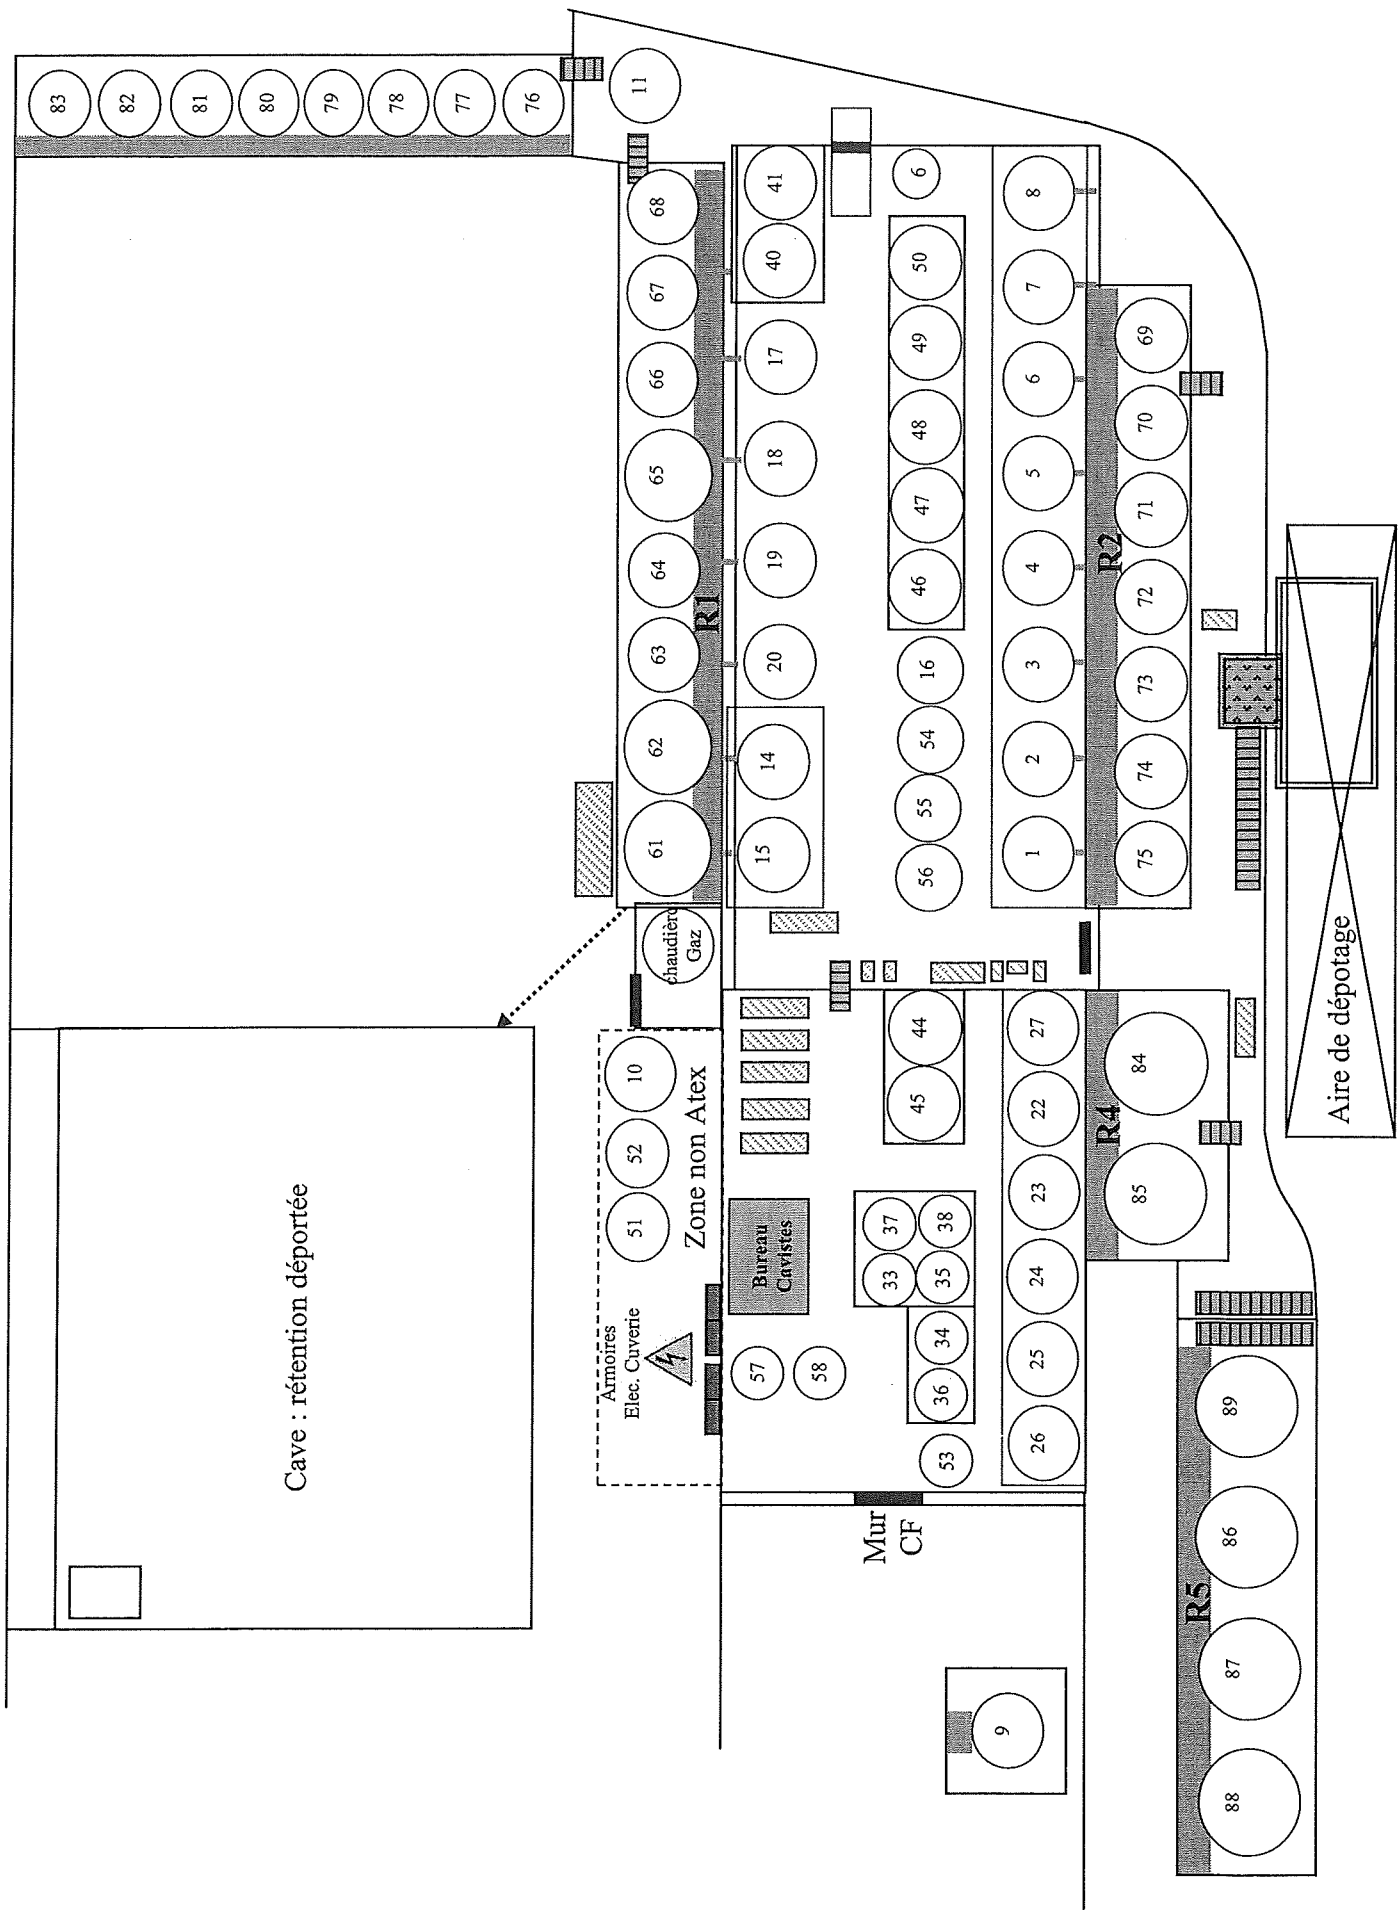 83
82
81
80
Cave : rétention déportée
79
78
77
76
Armoires
Elec. Cuverie
51 52 10
11
61 62 63 64 65 66 67 68
chaudière
Gaz
Zone non Atex
R1
57
Bureau
Cavistes
15 14 20 19 18 17 40 41
58
Mur
CF
33 37
56 55 54 16 46 47 48 49 50 6
45 44
36 34 35 38
53
9
26 25 24 23 22 27
1 2 3 4 5 6 7 8
R4
R2
85 84
75 74 73 72 71 70 69
R5
88 87 86 89
Aire de dépotage